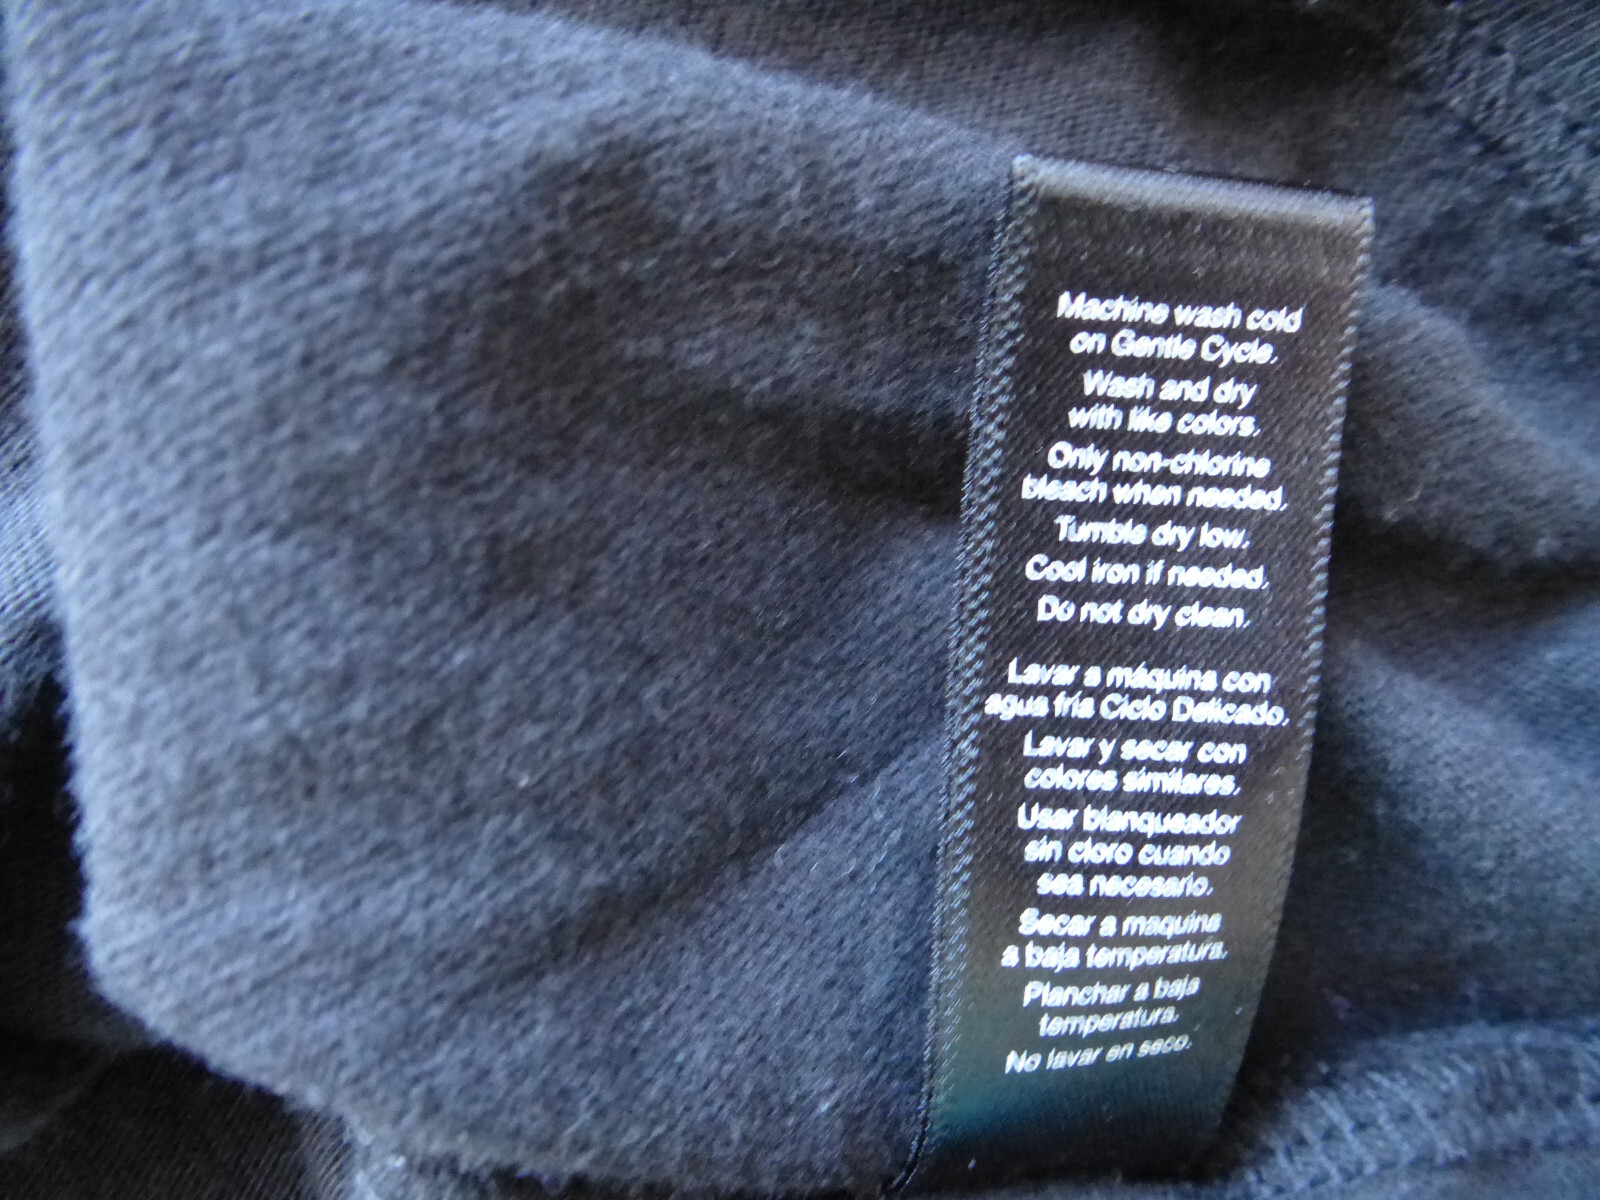 Machine wash cold
on Gentle Cycle.
Wash and dry
with like colors.
Only non-chlorine
bleach when needed.
Tumble dry low.
Cool iron if needed.
Do not dry clean.
Lavar a máquina con
agua fría Ciclo Delicado.
Lavar y secar con
colores similares.
Usar blanqueador
sin cloro cuando
sea necesario.
Secar a maquina
a baja temperatura.
Planchar a baja
temperatura.
No lavar en seco.